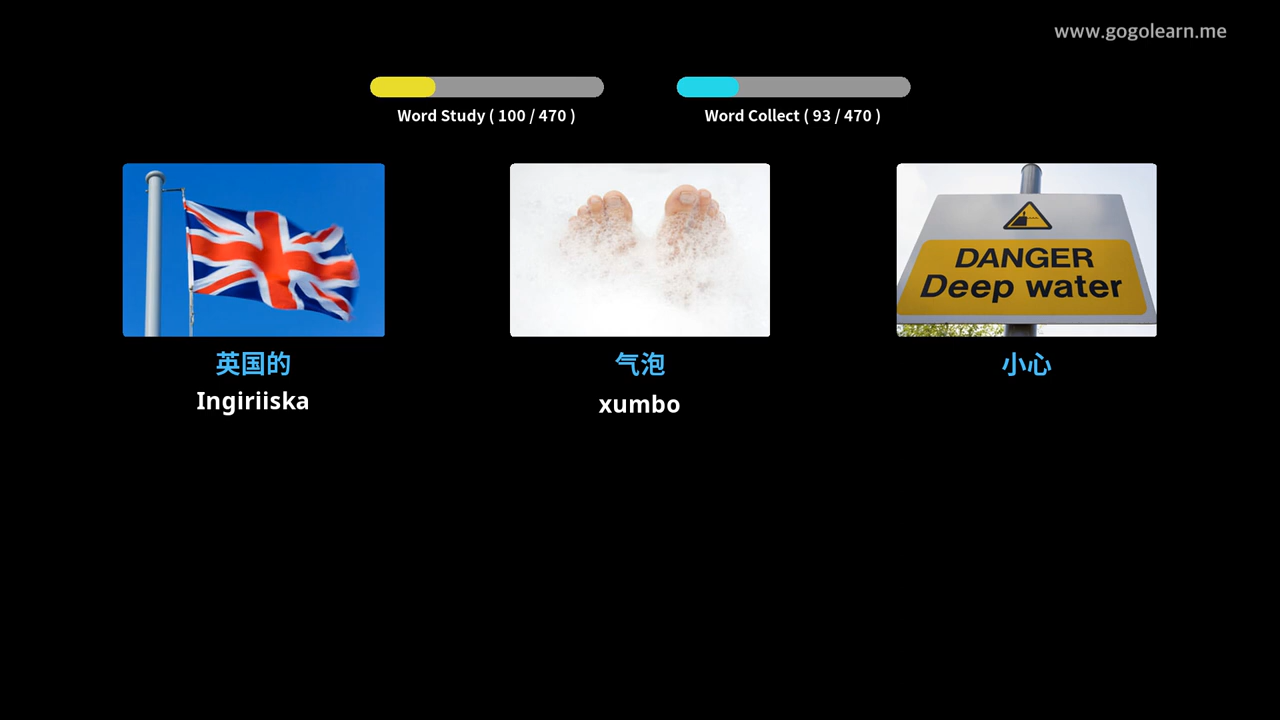 www.gogolearn.me
Word Study ( 100 / 470 )
Word Collect ( 93 / 470 )
DANGER
Deep water
英国的
气泡
小心
Ingiriiska
xumbo